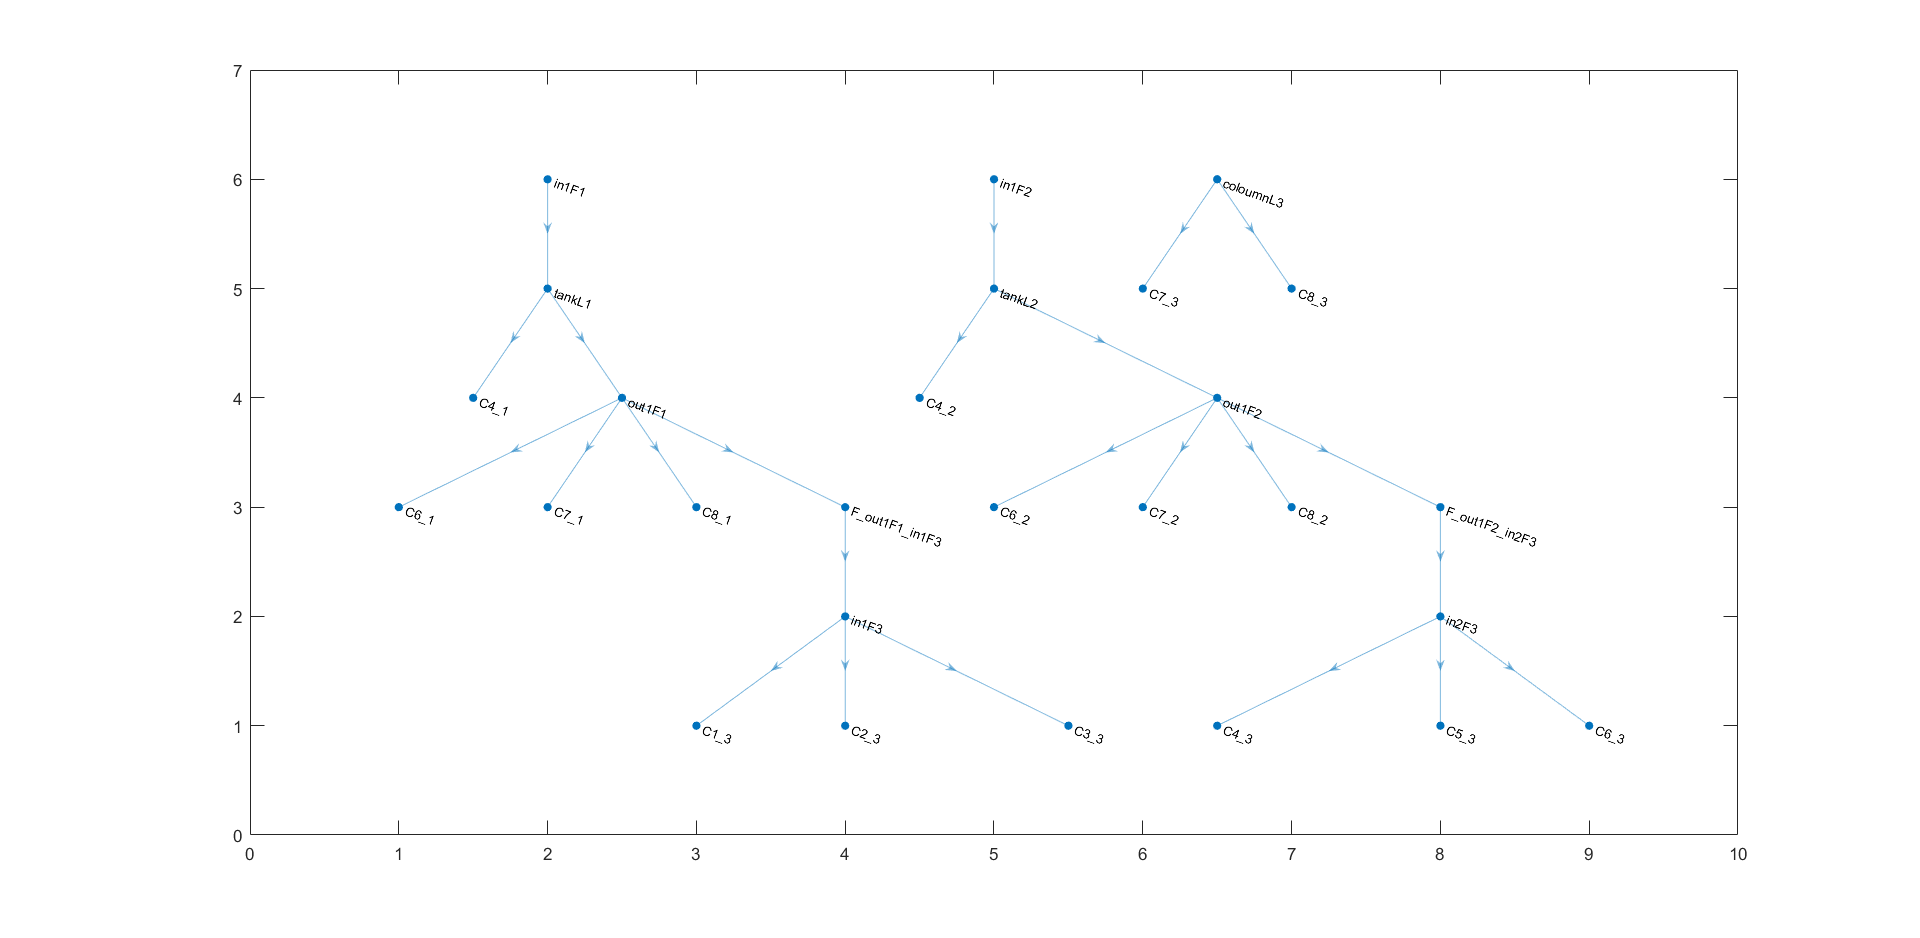 7
6
in1F1
in1F2
coloumnL3
5
tankL1
tankL2
C7_3
C8_3
4
C4_1
out1F1
C4_2
out1F2
3
C6_1
C7_1
C8_1
F_out1F1_in1F3
C6_2
C7_2
C8_2
F_out1F2_in2F3
2
in1F3
in2F3
1
C1_3
C2_3
C3_3
C4_3
C5_3
C6_3
0
0 1 2 3 4 5 6 7 8 9 10